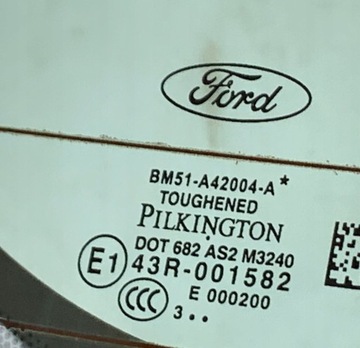 Ford
BM51-A42004-A*
TOUGHENED
PILKINGTON
DOT 682 AS2 M3240
E1 43R-001582
E 000200
CCC
3..